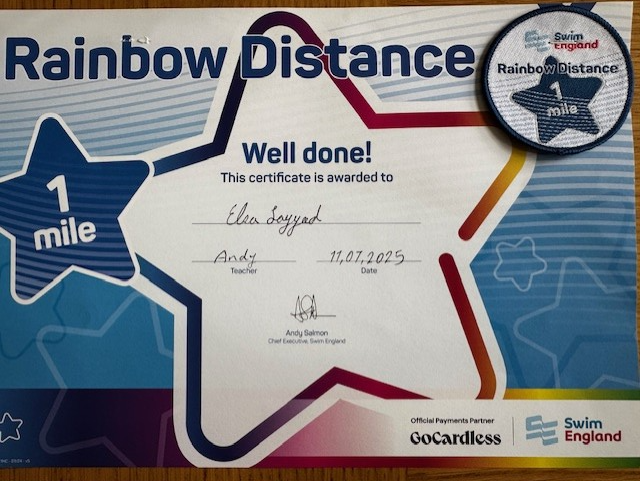 Rainbow Distance
Swim
England
Rainbow Distance
1
mile
1
mile
Well done!
This certificate is awarded to
Elsa Sayyad
Andy
11,07,2025
Teacher
Date
Andy Salmon
Chief Executive, Swim England
Official Payments Partner
GoCardless
Swim
England